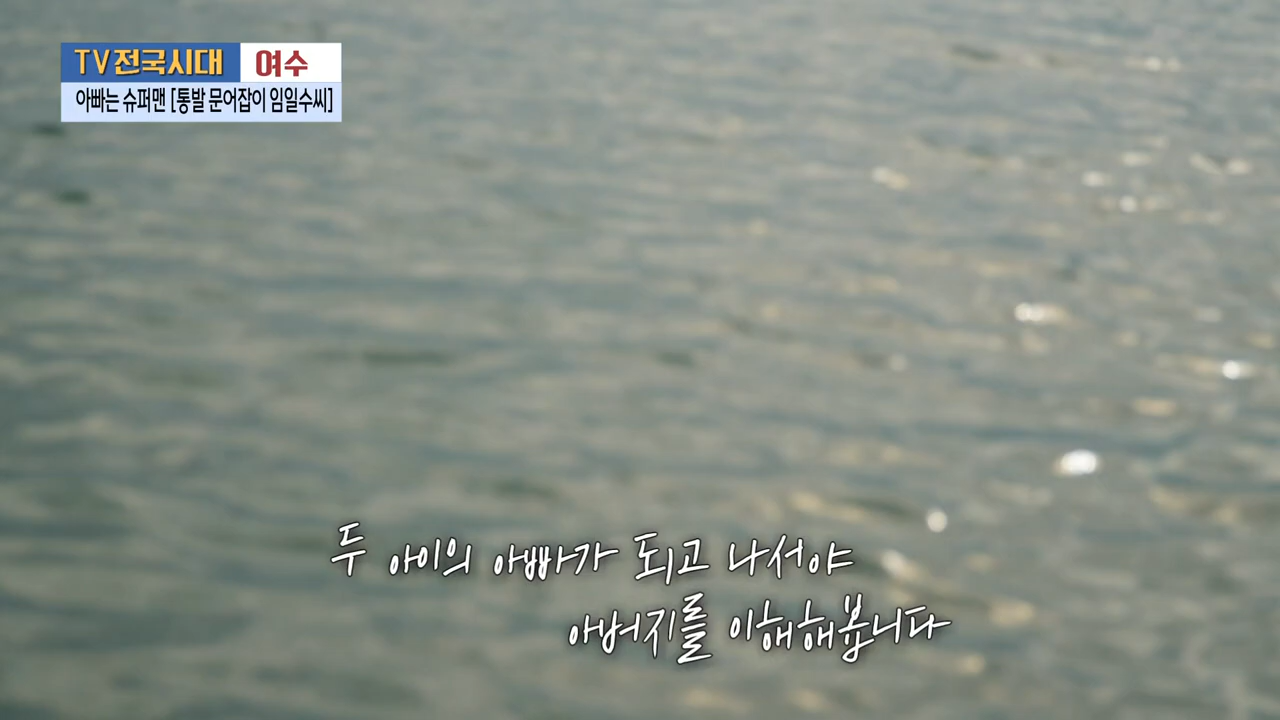 TV전국시대 여수
아빠는 슈퍼맨 [통발 문어잡이 임일수씨]
두 아이의 아빠가 되고 나서야
아버지를 이해해봅니다